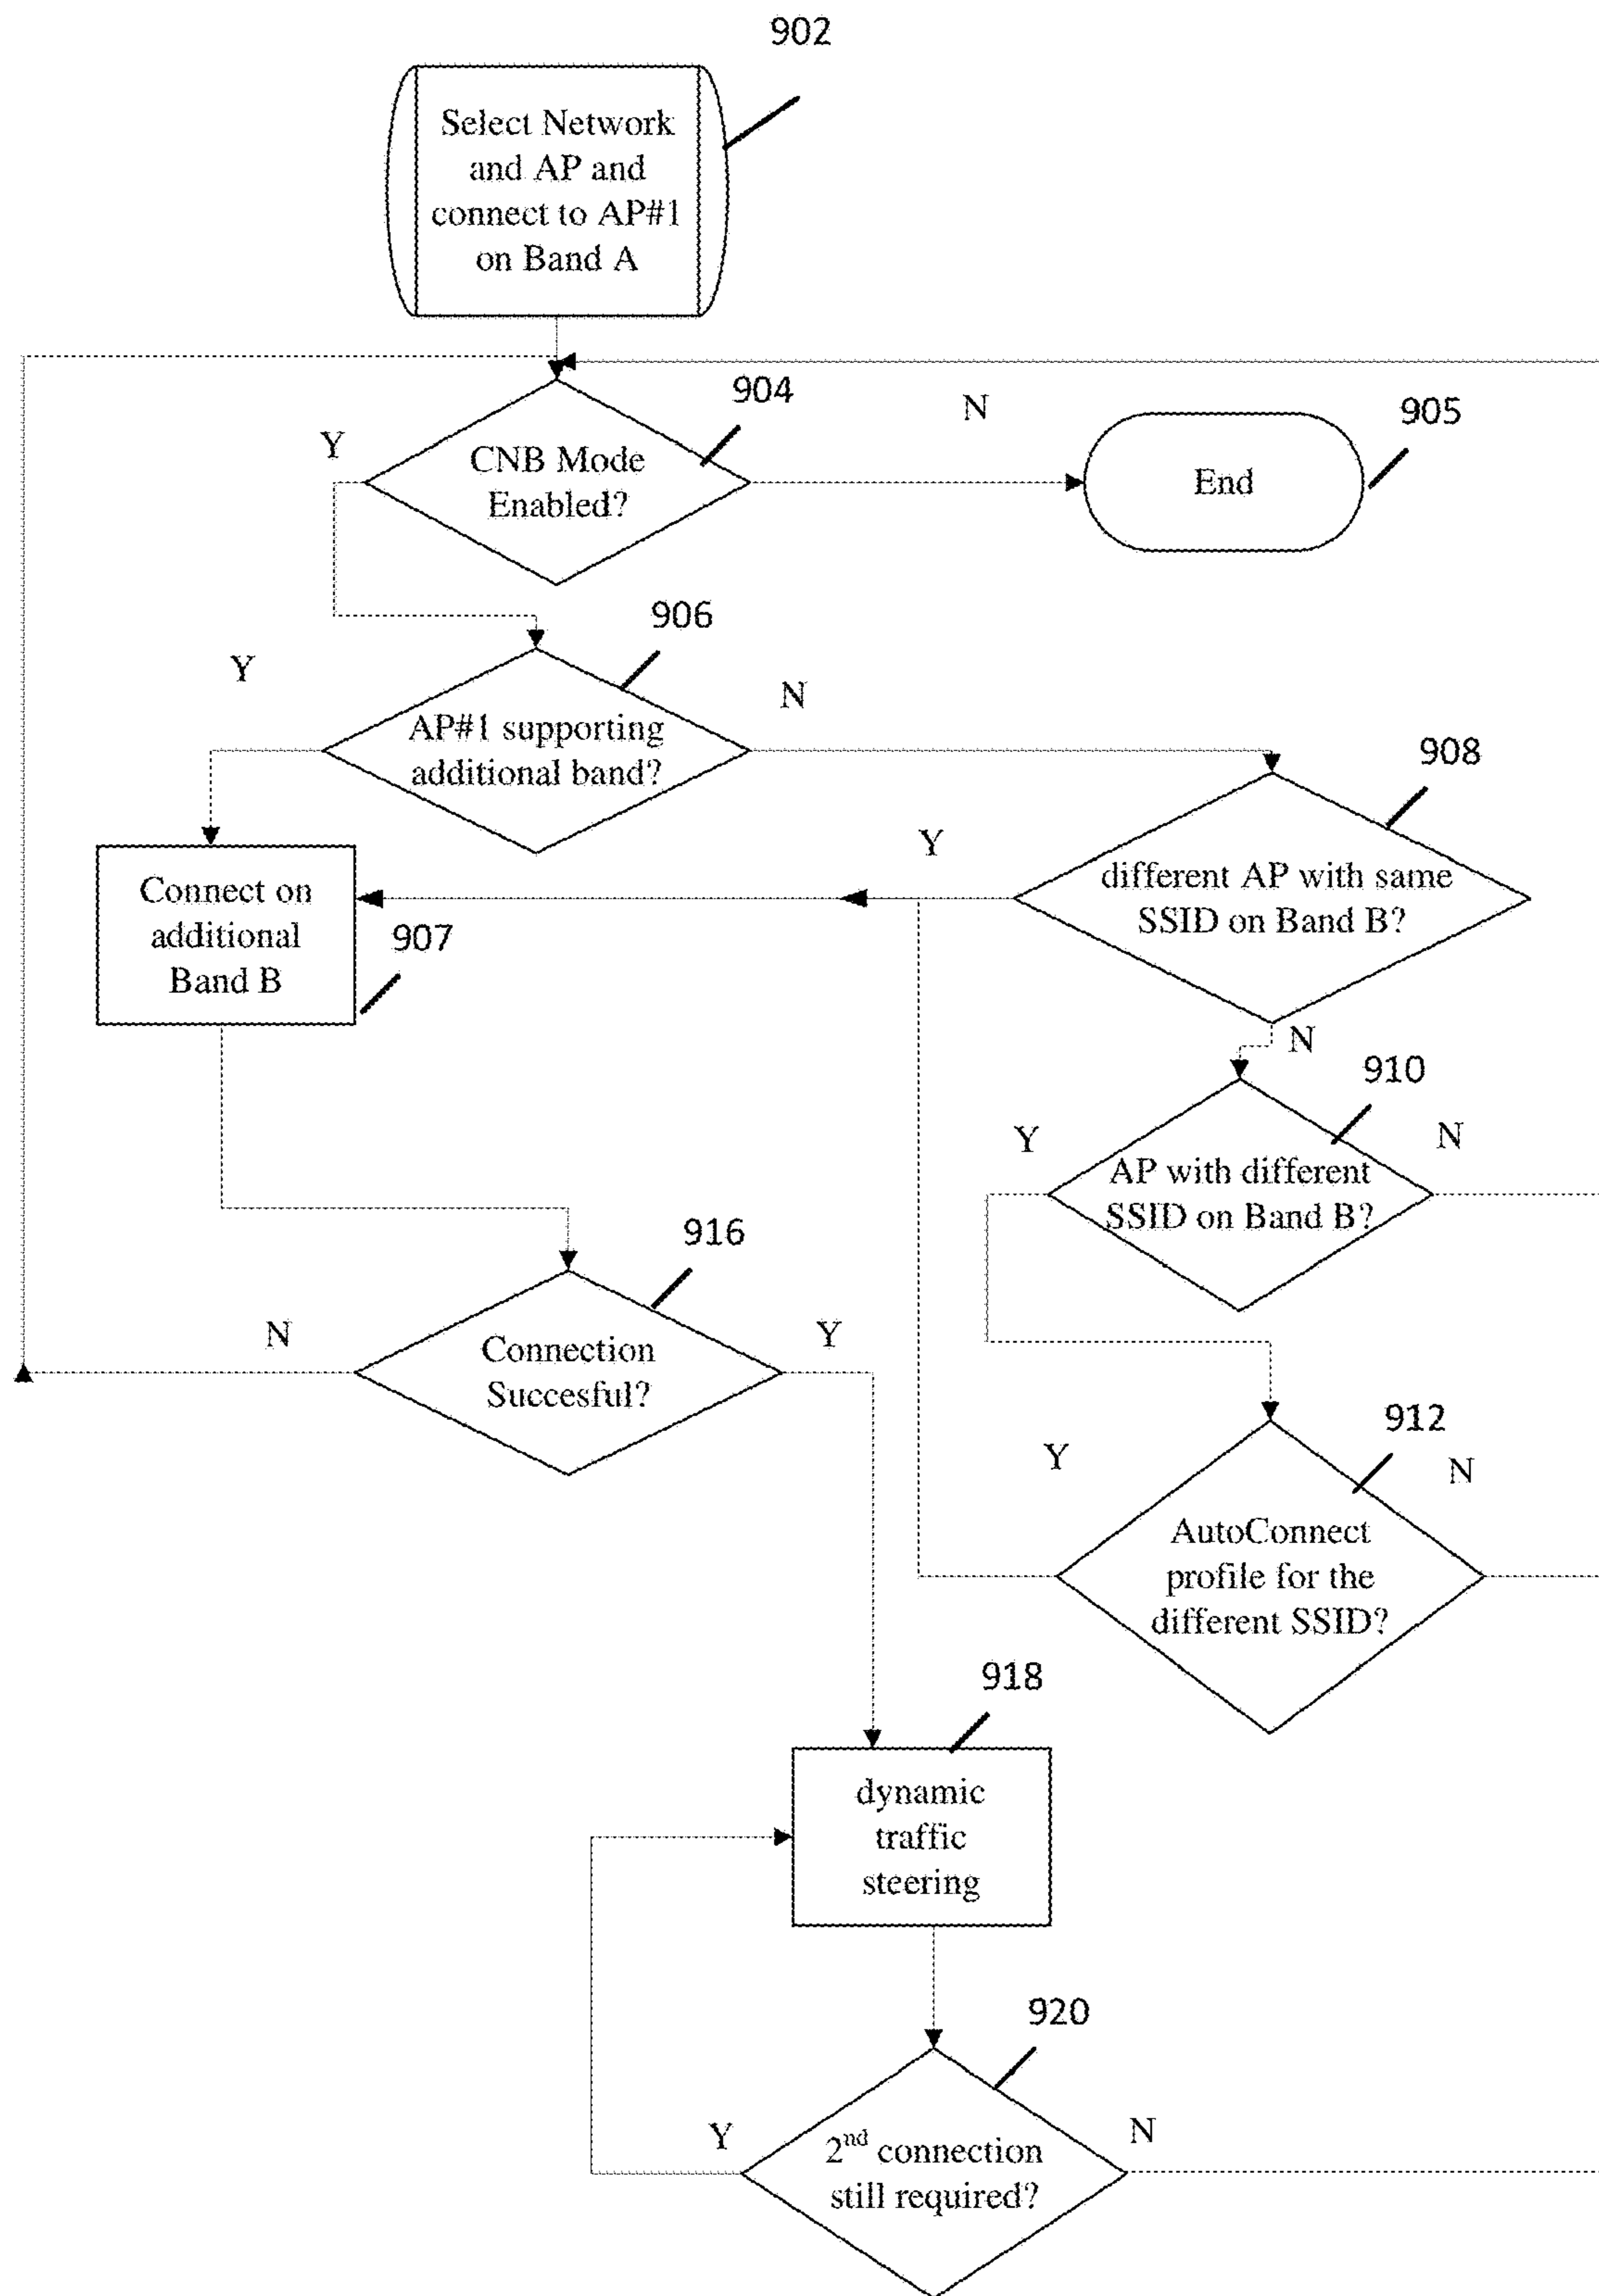 902
Select Network
and AP and
connect to AP#1
on Band A
904
N
905
Y
CNB Mode
Enabled?
End
906
Y
N
AP#1 supporting
additional band?
908
Y
different AP with same
SSID on Band B?
Connect on
additional
Band B
907
N
910
Y
N
AP with different
SSID on Band B?
916
N
Y
Connection
Succesful?
912
Y
N
AutoConnect
profile for the
different SSID?
918
dynamic
traffic
steering
920
Y
N
2nd connection
still required?